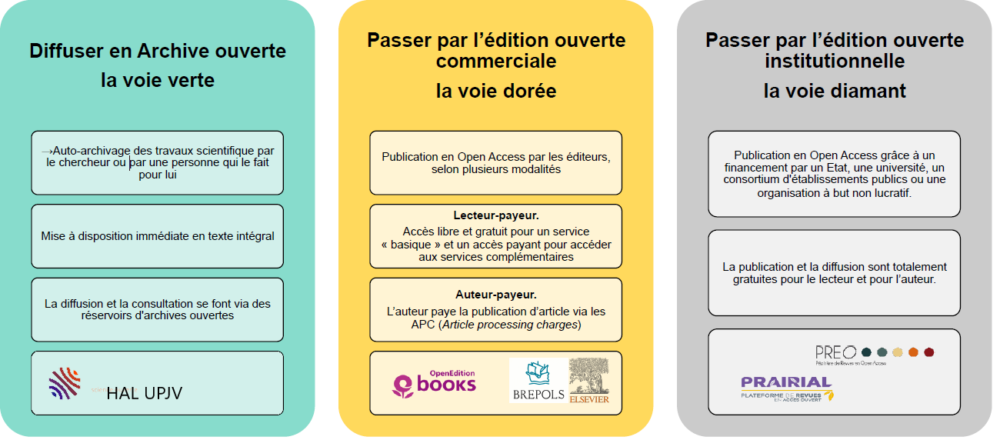 Diffuser en Archive ouverte
la voie verte
→Auto-archivage des travaux scientifique par
le chercheur ou par une personne qui le fait
pour lui
Mise à disposition immédiate en texte intégral
La diffusion et la consultation se font via des
réservoirs d'archives ouvertes
HAL UPJV
Passer par l’édition ouverte
commerciale
la voie dorée
Publication en Open Access par les éditeurs,
selon plusieurs modalités
Lecteur-payeur.
Accès libre et gratuit pour un service
« basique » et un accès payant pour accéder
aux services complémentaires
Auteur-payeur.
L’auteur paye la publication d’article via les
APC (Article processing charges)
OpenEdition
books
BREPOLS
ELSEVIER
Passer par l’édition ouverte
institutionnelle
la voie diamant
Publication en Open Access grâce à un
financement par un Etat, une université, un
consortium d'établissements publics ou une
organisation à but non lucratif.
La publication et la diffusion sont totalement
gratuites pour le lecteur et pour l’auteur.
PREO
Pépinière de Revues en Open Access
PRAIRIAL
PLATEFORME DE REVUES
EN ACCÈS OUVERT